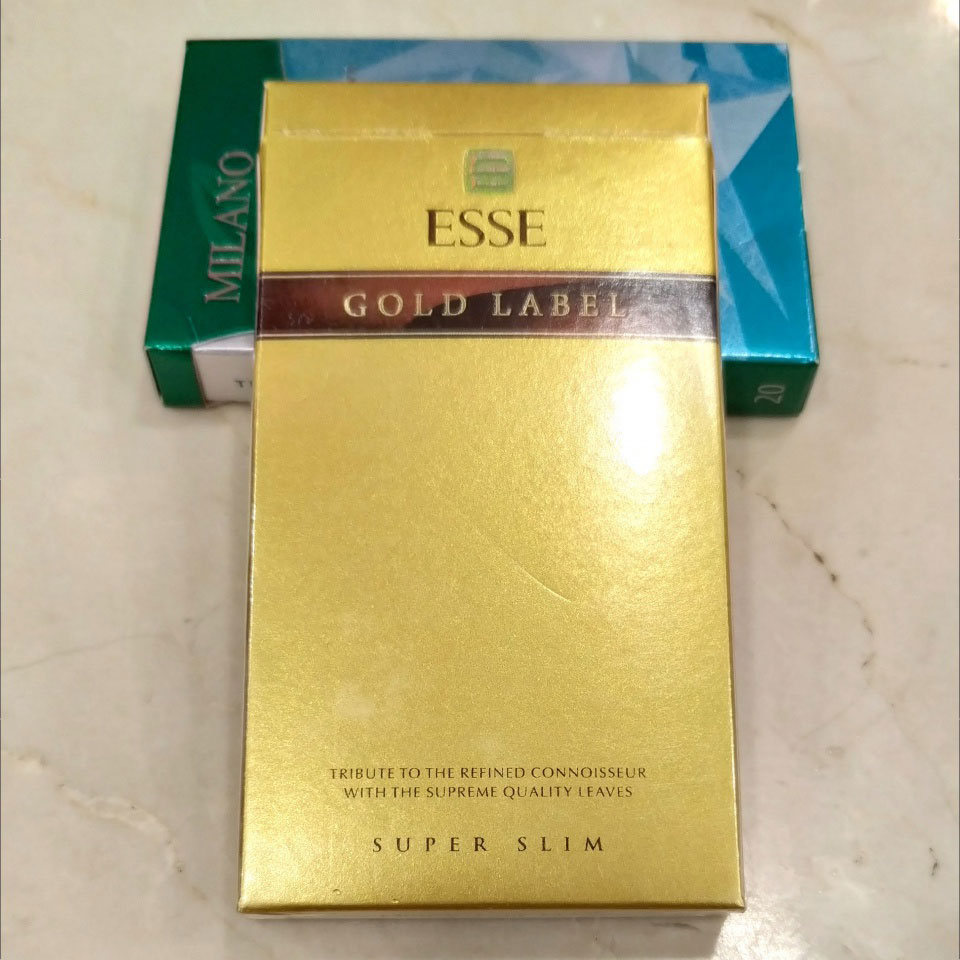 MILANO
ESSE
GOLD LABEL
20
TRIBUTE TO THE REFINED CONNOISSEUR
WITH THE SUPREME QUALITY LEAVES
SUPER SLIM